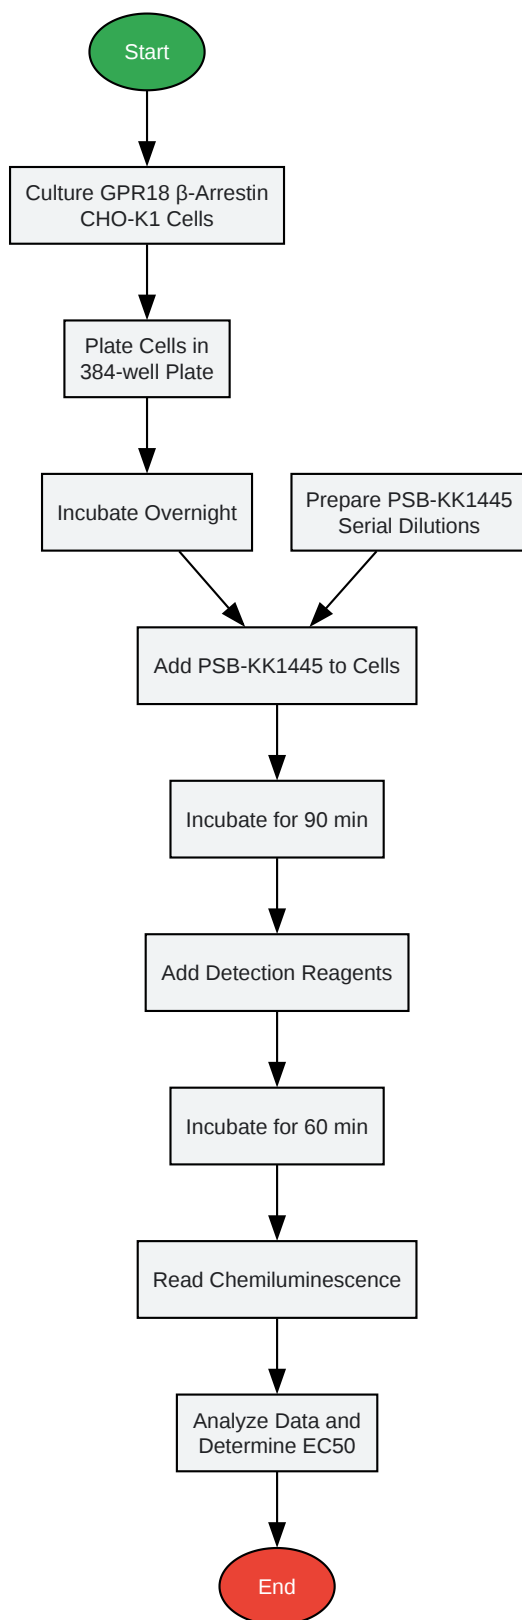 Start
Culture GPR18 β-Arrestin
CHO-K1 Cells
Plate Cells in
384-well Plate
Incubate Overnight
Prepare PSB-KK1445
Serial Dilutions
Add PSB-KK1445 to Cells
Incubate for 90 min
Add Detection Reagents
Incubate for 60 min
Read Chemiluminescence
Analyze Data and
Determine EC50
End